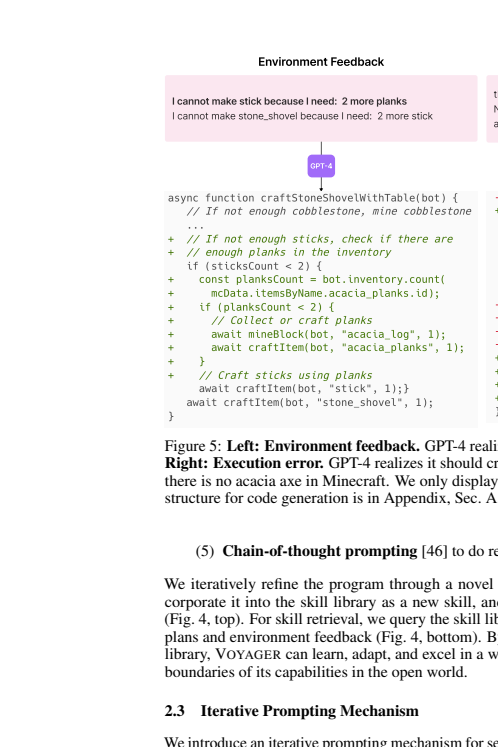 Environment Feedback
I cannot make stick because I need: 2 more planks
I cannot make stone_shovel because I need: 2 more stick
GPT-4
async function craftStoneShovelWithTable(bot) {
// If not enough cobblestone, mine cobblestone
...
+ // If not enough sticks, check if there are
+ // enough planks in the inventory
if (sticksCount < 2) {
+ const planksCount = bot.inventory.count(
+ mcData.itemsByName.acacia_planks.id);
+ if (planksCount < 2) {
+ // Collect or craft planks
+ await mineBlock(bot, "acacia_log", 1);
+ await craftItem(bot, "acacia_planks", 1);
+ }
+ // Craft sticks using planks
await craftItem(bot, "stick", 1);}
await craftItem(bot, "stone_shovel", 1);
}
Figure 5: Left: Environment feedback. GPT-4
Right: Execution error. GPT-4 realizes it should
there is no acacia axe in Minecraft. We only display
structure for code generation is in Appendix, Sec.
(5) Chain-of-thought prompting [46] to do
We iteratively refine the program through a novel
corporate it into the skill library as a new skill,
(Fig. 4, top). For skill retrieval, we query the skill
plans and environment feedback (Fig. 4, bottom).
library, VOYAGER can learn, adapt, and excel in a
boundaries of its capabilities in the open world.
2.3 Iterative Prompting Mechanism
We introduce an iterative prompting mechanism for